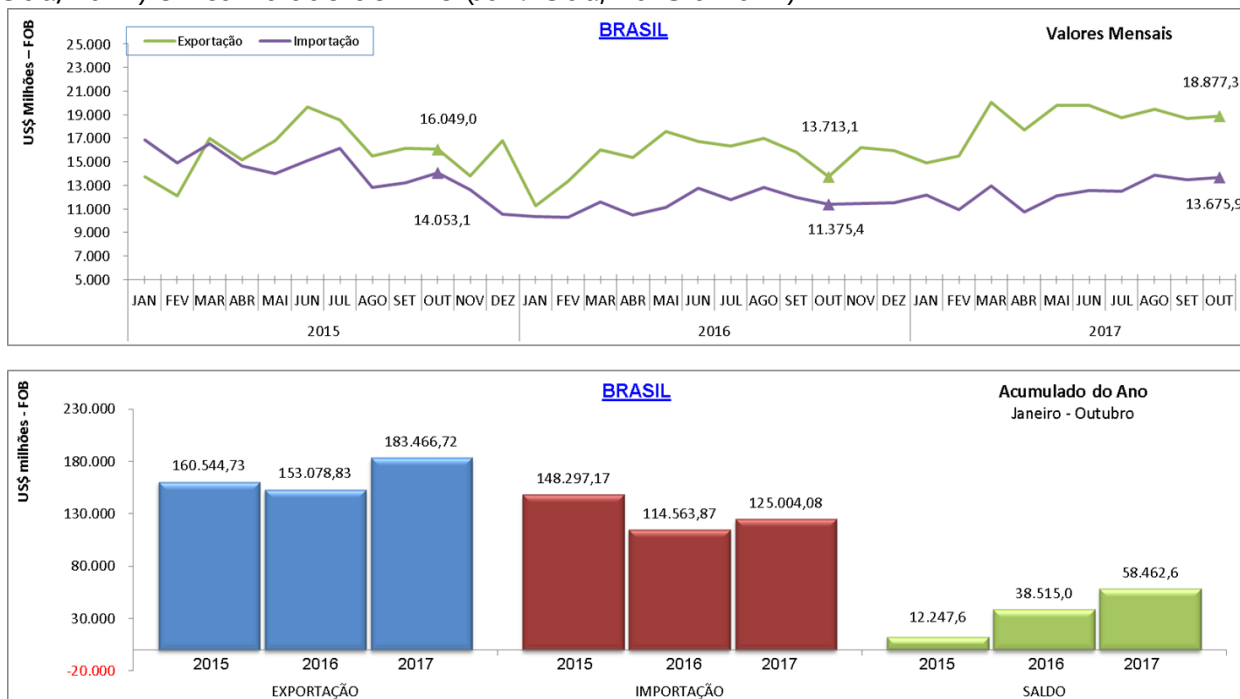 Exportação Importação
BRASIL
Valores Mensais
US$ Milhões – FOB
25.000
23.000
21.000
19.000
17.000
15.000
13.000
11.000
9.000
7.000
5.000
16.049,0
14.053,1
13.713,1
11.375,4
18.877,3
13.675,9
JAN FEV MAR ABR MAI JUN JUL AGO SET OUT NOV DEZ JAN FEV MAR ABR MAI JUN JUL AGO SET OUT NOV DEZ JAN FEV MAR ABR MAI JUN JUL AGO SET OUT
2015 2016 2017
BRASIL
Acumulado do Ano
Janeiro - Outubro
US$ milhões - FOB
230.000
180.000
130.000
80.000
30.000
-20.000
160.544,73 153.078,83 183.466,72
148.297,17 114.563,87 125.004,08
12.247,6 38.515,0 58.462,6
2015 2016 2017 2015 2016 2017 2015 2016 2017
EXPORTAÇÃO IMPORTAÇÃO SALDO